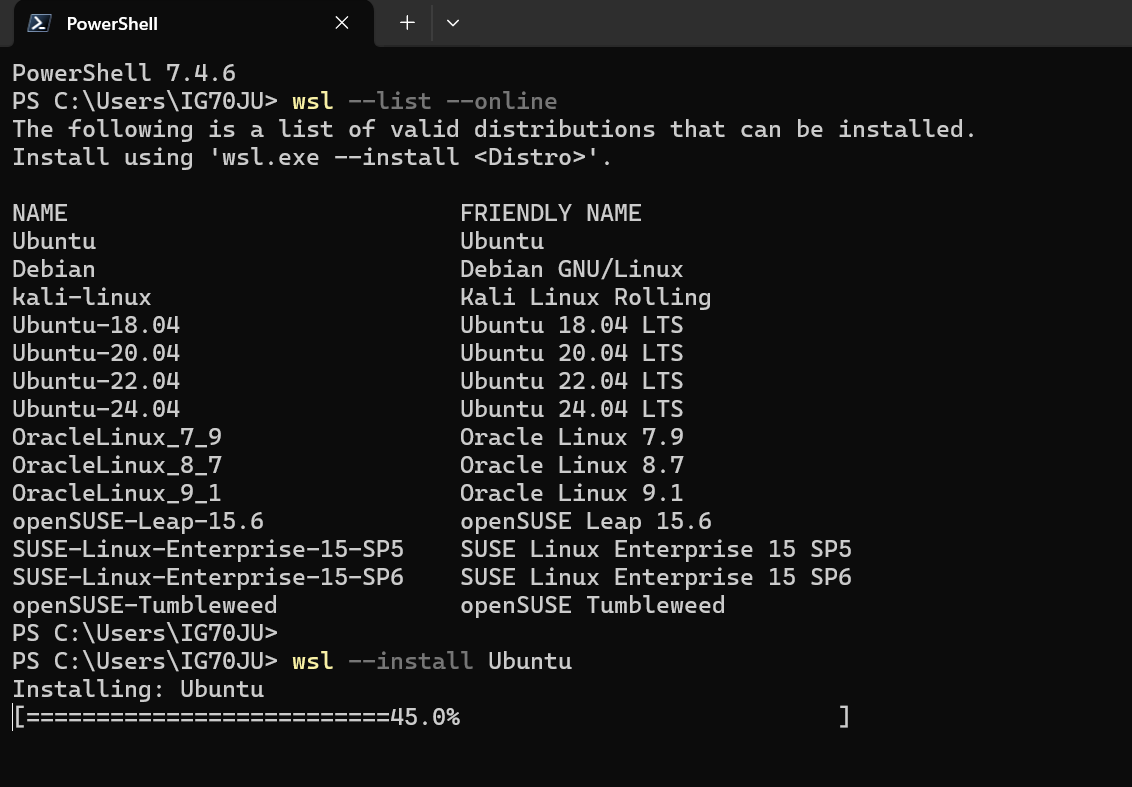 PowerShell
PowerShell 7.4.6
PS C:\Users\IG70JU> wsl --list --online
The following is a list of valid distributions that can be installed.
Install using 'wsl.exe --install <Distro>'.
NAME                            FRIENDLY NAME
Ubuntu                          Ubuntu
Debian                          Debian GNU/Linux
kali-linux                      Kali Linux Rolling
Ubuntu-18.04                    Ubuntu 18.04 LTS
Ubuntu-20.04                    Ubuntu 20.04 LTS
Ubuntu-22.04                    Ubuntu 22.04 LTS
Ubuntu-24.04                    Ubuntu 24.04 LTS
OracleLinux_7_9                 Oracle Linux 7.9
OracleLinux_8_7                 Oracle Linux 8.7
OracleLinux_9_1                 Oracle Linux 9.1
openSUSE-Leap-15.6              openSUSE Leap 15.6
SUSE-Linux-Enterprise-15-SP5    SUSE Linux Enterprise 15 SP5
SUSE-Linux-Enterprise-15-SP6    SUSE Linux Enterprise 15 SP6
openSUSE-Tumbleweed             openSUSE Tumbleweed
PS C:\Users\IG70JU>
PS C:\Users\IG70JU> wsl --install Ubuntu
Installing: Ubuntu
[==========================45.0%                           ]